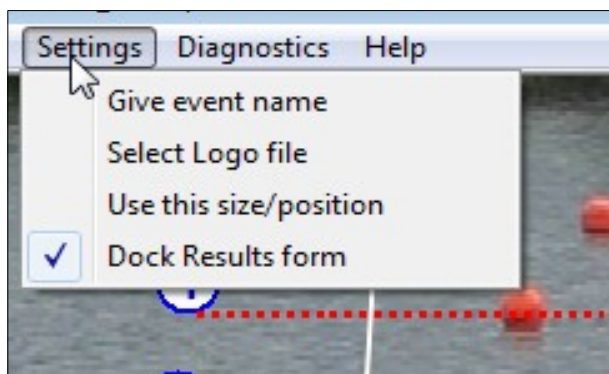 Settings Diagnostics Help
Give event name
Select Logo file
Use this size/position
Dock Results form